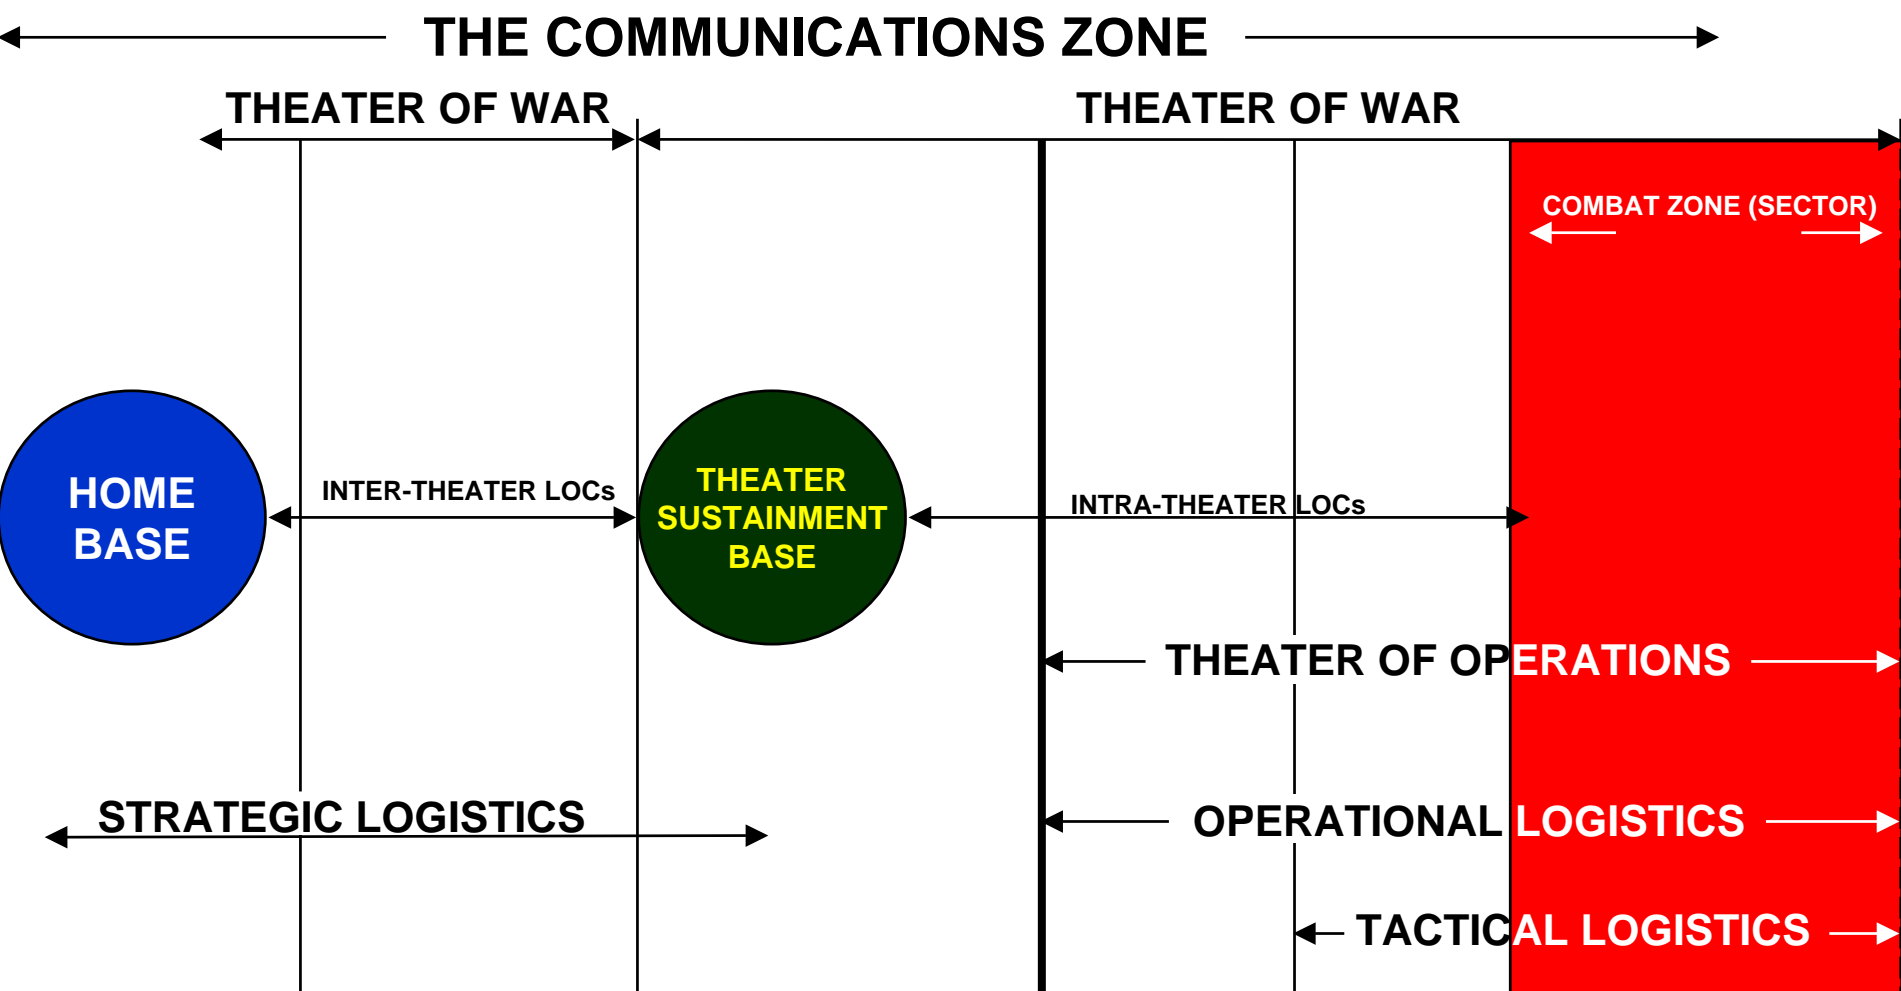 THE COMMUNICATIONS ZONE
THEATER OF WAR
THEATER OF WAR
COMBAT ZONE (SECTOR)
HOME
BASE
INTER-THEATER LOCs
THEATER
SUSTAINMENT
BASE
INTRA-THEATER LOCs
THEATER OF OPERATIONS
STRATEGIC LOGISTICS
OPERATIONAL LOGISTICS
TACTICAL LOGISTICS